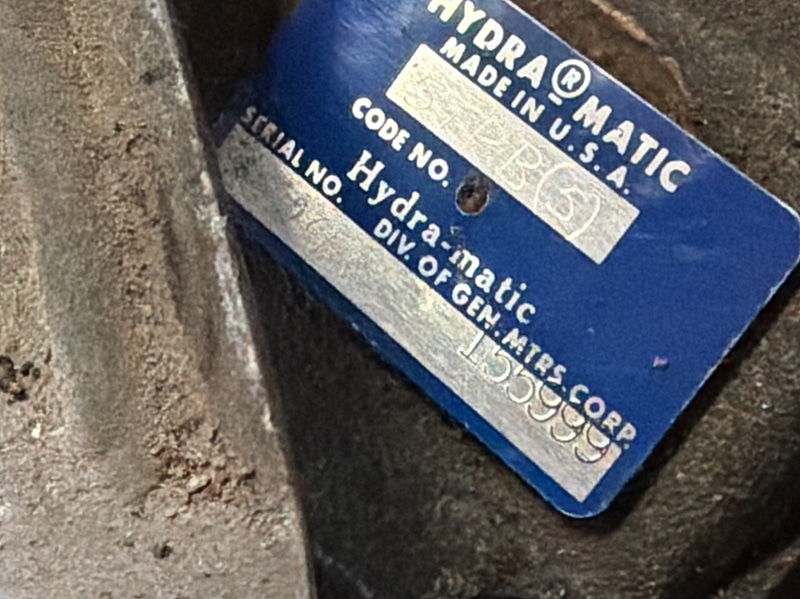 HYDRA®MATIC
MADE IN U.S.A.
CODE NO.
Hydra-matic
DIV. OF GEN. MTRS. CORP.
SERIAL NO.
155999